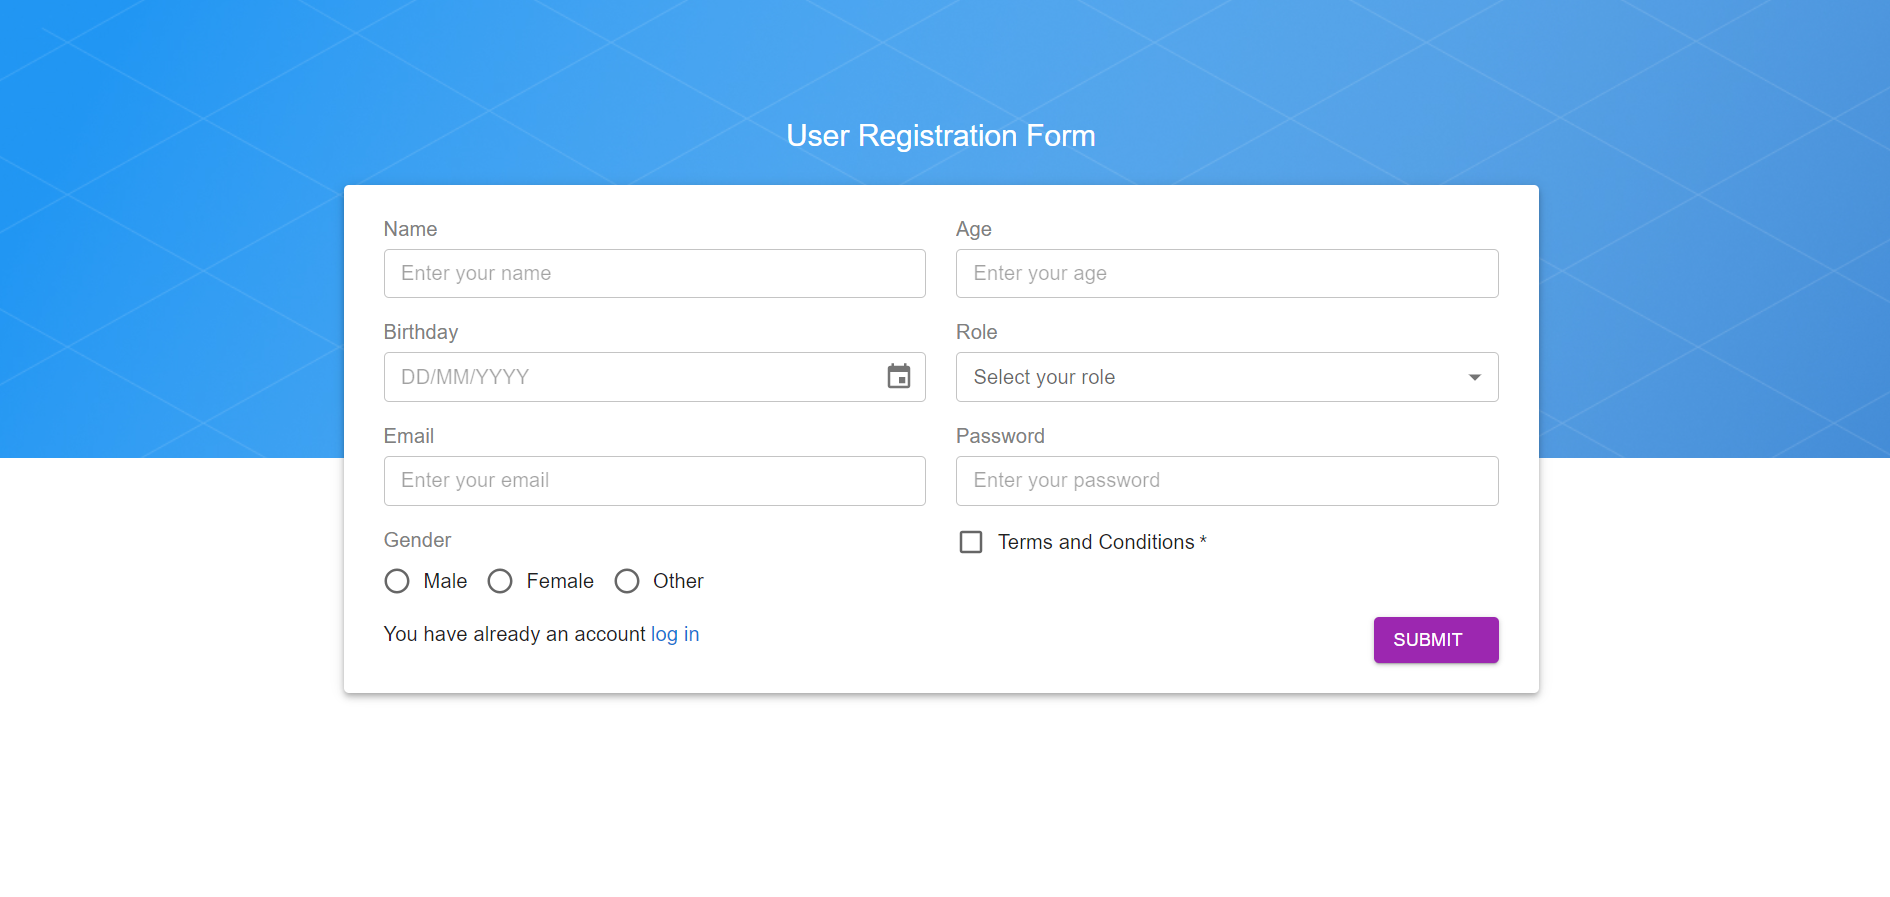 User Registration Form
Name
Age
Enter your name
Enter your age
Birthday
Role
DD/MM/YYYY
Select your role
Email
Password
Enter your email
Enter your password
Gender
Terms and Conditions *
Male Female Other
You have already an account log in
SUBMIT